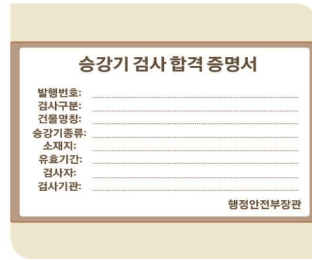 승강기 검사 합격 증명서
발행번호:
검사구분:
건물명칭:
승강기종류:
소재지:
유효기간:
검사자:
검사기관:
행정안전부장관